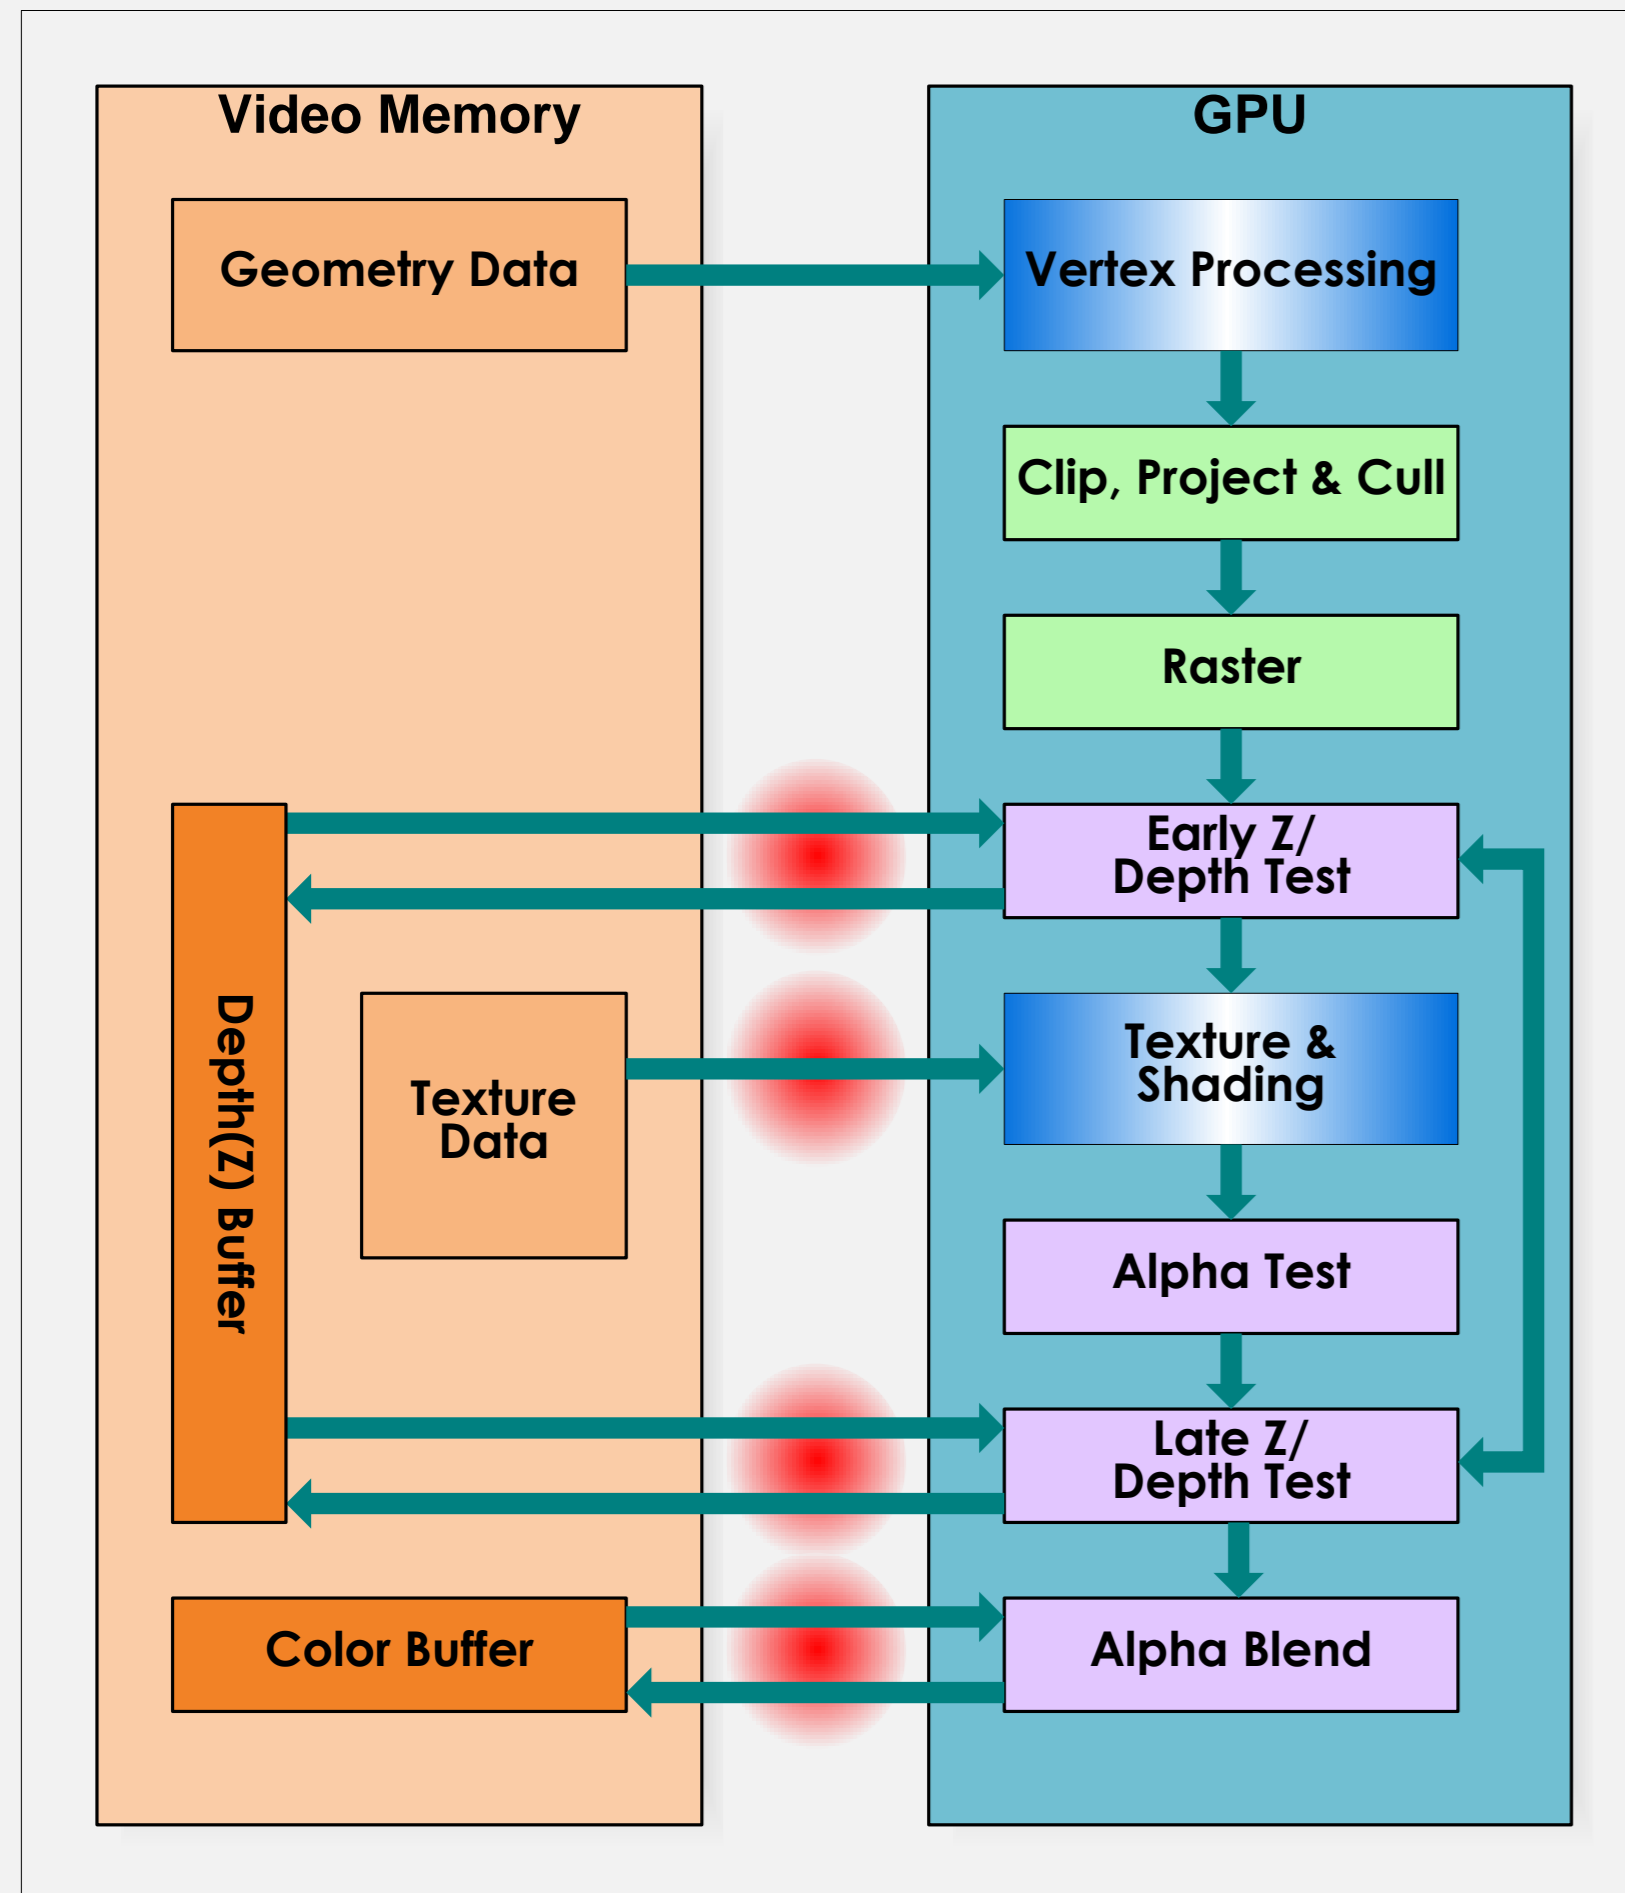 Video Memory
GPU
Geometry Data
Vertex Processing
Clip, Project & Cull
Raster
Early Z/
Depth Test
Depth(Z) Buffer
Texture
Data
Texture &
Shading
Alpha Test
Late Z/
Depth Test
Color Buffer
Alpha Blend